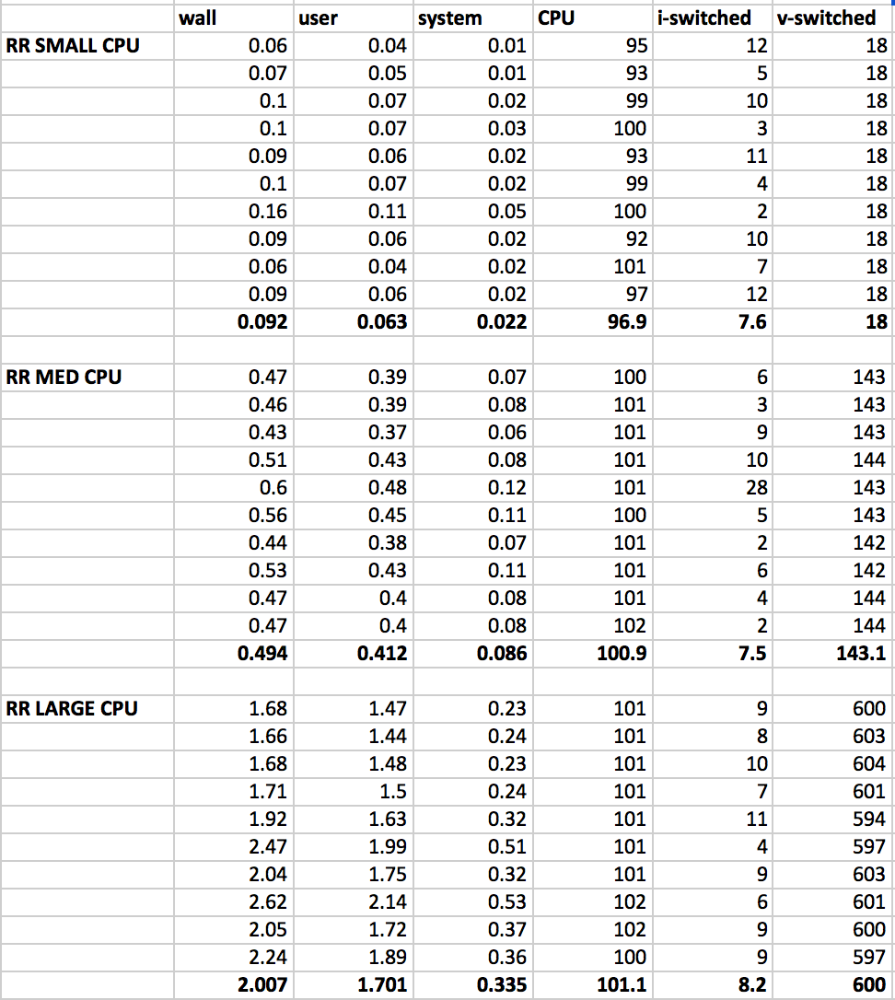 wall user system CPU i-switched v-switched
RR SMALL CPU 0.06 0.04 0.01 95 12 18
0.07 0.05 0.01 93 5 18
0.1 0.07 0.02 99 10 18
0.1 0.07 0.03 100 3 18
0.09 0.06 0.02 93 11 18
0.1 0.07 0.02 99 4 18
0.16 0.11 0.05 100 2 18
0.09 0.06 0.02 92 10 18
0.06 0.04 0.02 101 7 18
0.09 0.06 0.02 97 12 18
0.092 0.063 0.022 96.9 7.6 18
RR MED CPU 0.47 0.39 0.07 100 6 143
0.46 0.39 0.08 101 3 143
0.43 0.37 0.06 101 9 143
0.51 0.43 0.08 101 10 144
0.6 0.48 0.12 101 28 143
0.56 0.45 0.11 100 5 143
0.44 0.38 0.07 101 2 142
0.53 0.43 0.11 101 6 142
0.47 0.4 0.08 101 4 144
0.47 0.4 0.08 102 2 144
0.494 0.412 0.086 100.9 7.5 143.1
RR LARGE CPU 1.68 1.47 0.23 101 9 600
1.66 1.44 0.24 101 8 603
1.68 1.48 0.23 101 10 604
1.71 1.5 0.24 101 7 601
1.92 1.63 0.32 101 11 594
2.47 1.99 0.51 101 4 597
2.04 1.75 0.32 101 9 603
2.62 2.14 0.53 102 6 601
2.05 1.72 0.37 102 9 600
2.24 1.89 0.36 100 9 597
2.007 1.701 0.335 101.1 8.2 600